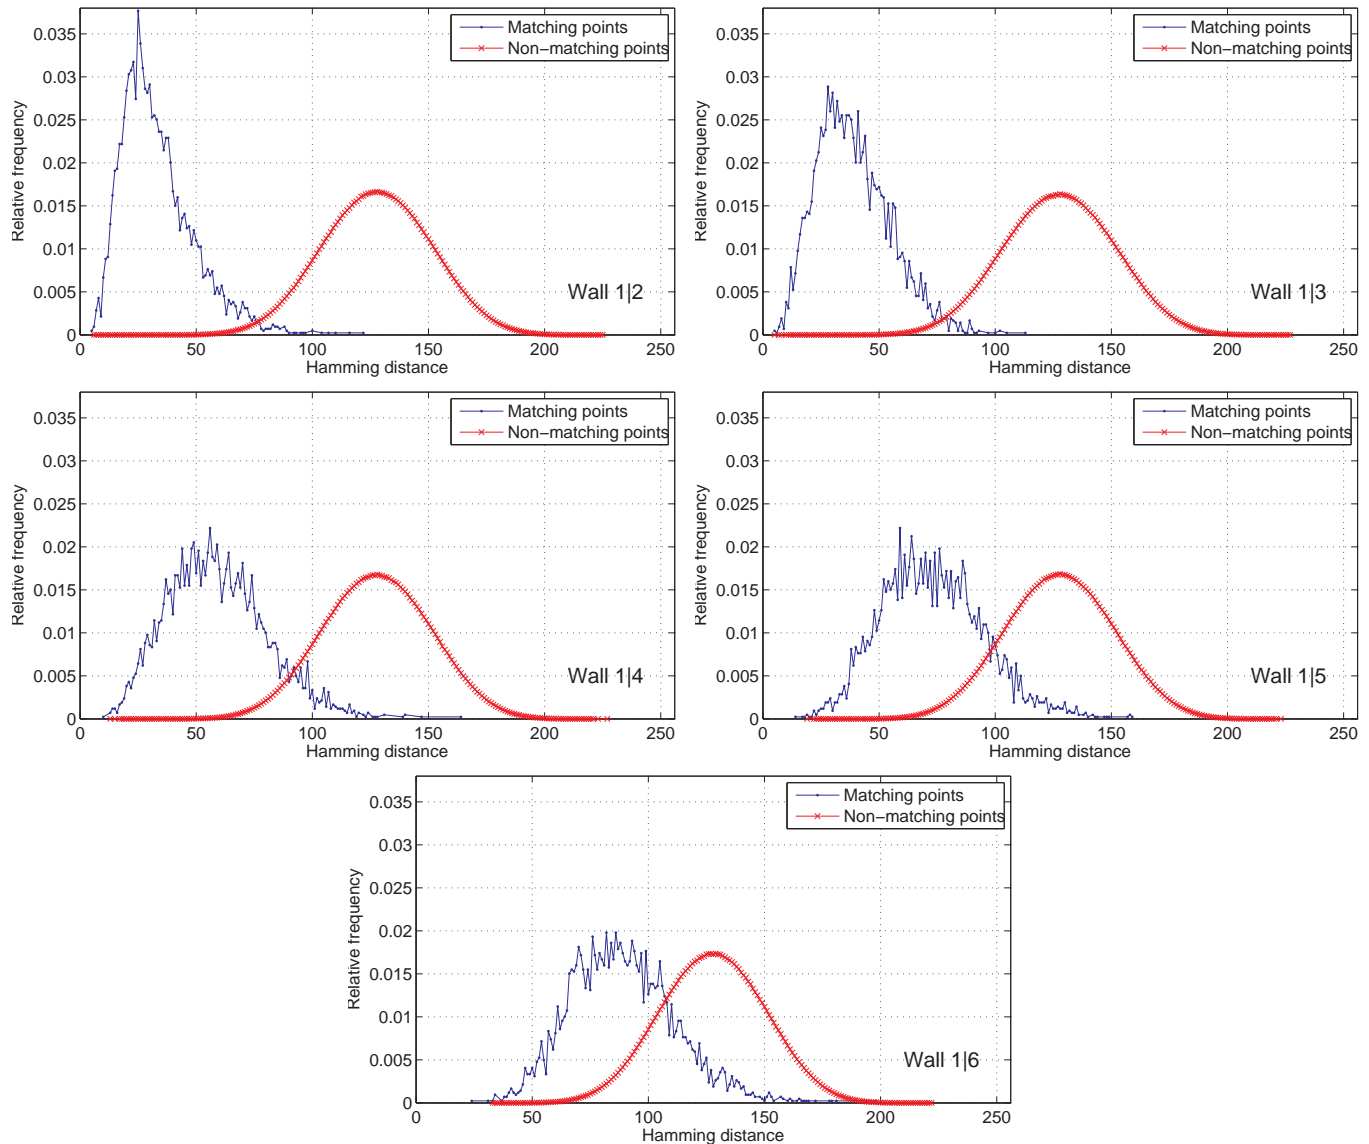 0.035
0.03
0.025
0.02
0.015
0.01
0.005
0
Relative frequency
Matching points
Non−matching points
Wall 1|2
0 50 100 150 200 250
Hamming distance
0.035
0.03
0.025
0.02
0.015
0.01
0.005
0
Relative frequency
Matching points
Non−matching points
Wall 1|3
0 50 100 150 200 250
Hamming distance
0.035
0.03
0.025
0.02
0.015
0.01
0.005
0
Relative frequency
Matching points
Non−matching points
Wall 1|4
0 50 100 150 200 250
Hamming distance
0.035
0.03
0.025
0.02
0.015
0.01
0.005
0
Relative frequency
Matching points
Non−matching points
Wall 1|5
0 50 100 150 200 250
Hamming distance
0.035
0.03
0.025
0.02
0.015
0.01
0.005
0
Relative frequency
Matching points
Non−matching points
Wall 1|6
0 50 100 150 200 250
Hamming distance